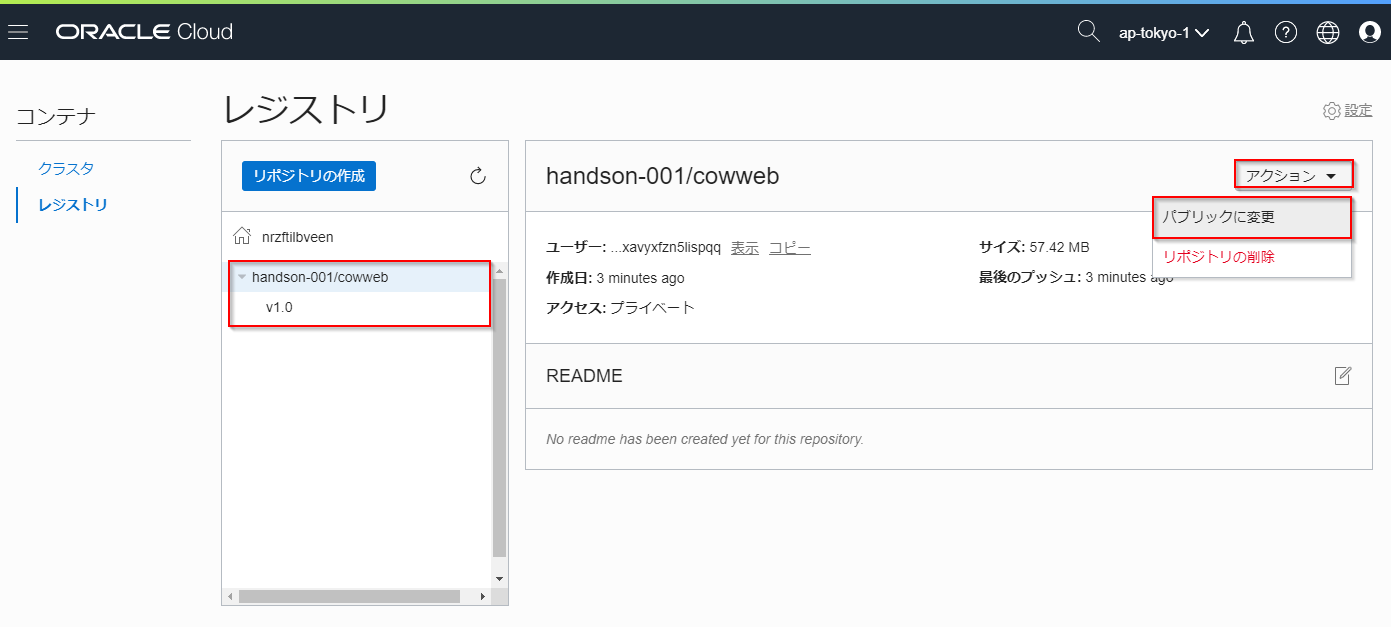 ORACLE Cloud
ap-tokyo-1
コンテナ
クラスタ
レジストリ
レジストリ
設定
リポジトリの作成
nrzftilbveen
handson-001/cowweb
v1.0
handson-001/cowweb
アクション
パブリックに変更
リポジトリの削除
ユーザー: ...xavyxfzn5lispqq 表示 コピー
サイズ: 57.42 MB
作成日: 3 minutes ago
最後のプッシュ: 3 minutes ago
アクセス: プライベート
README
No readme has been created yet for this repository.